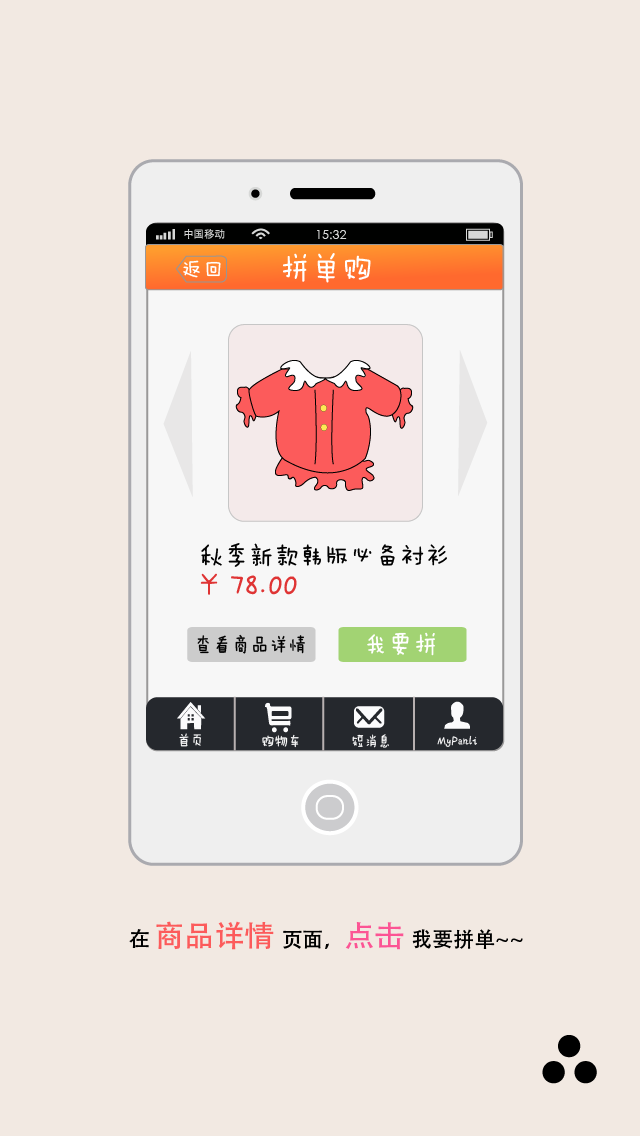 中国移动 15:32
返回 拼单购
秋季新款韩版必备衬衫
¥ 78.00
查看商品详情 我要拼
首页 购物车 短消息 MyPanli
在 商品详情 页面，点击 我要拼单~~